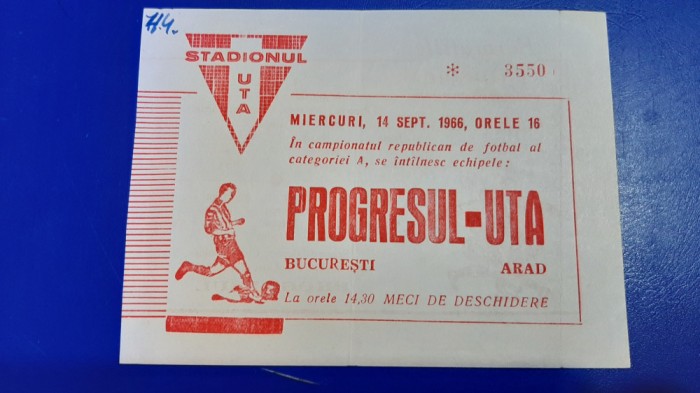 H.4.
STADIONUL
UTA
* 3550
MIERCURI, 14 SEPT. 1966, ORELE 16
În campionatul republican de fotbal al
categoriei A, se întîlnesc echipele:
PROGRESUL-UTA
BUCUREȘTI ARAD
La orele 14,30 MECI DE DESCHIDERE